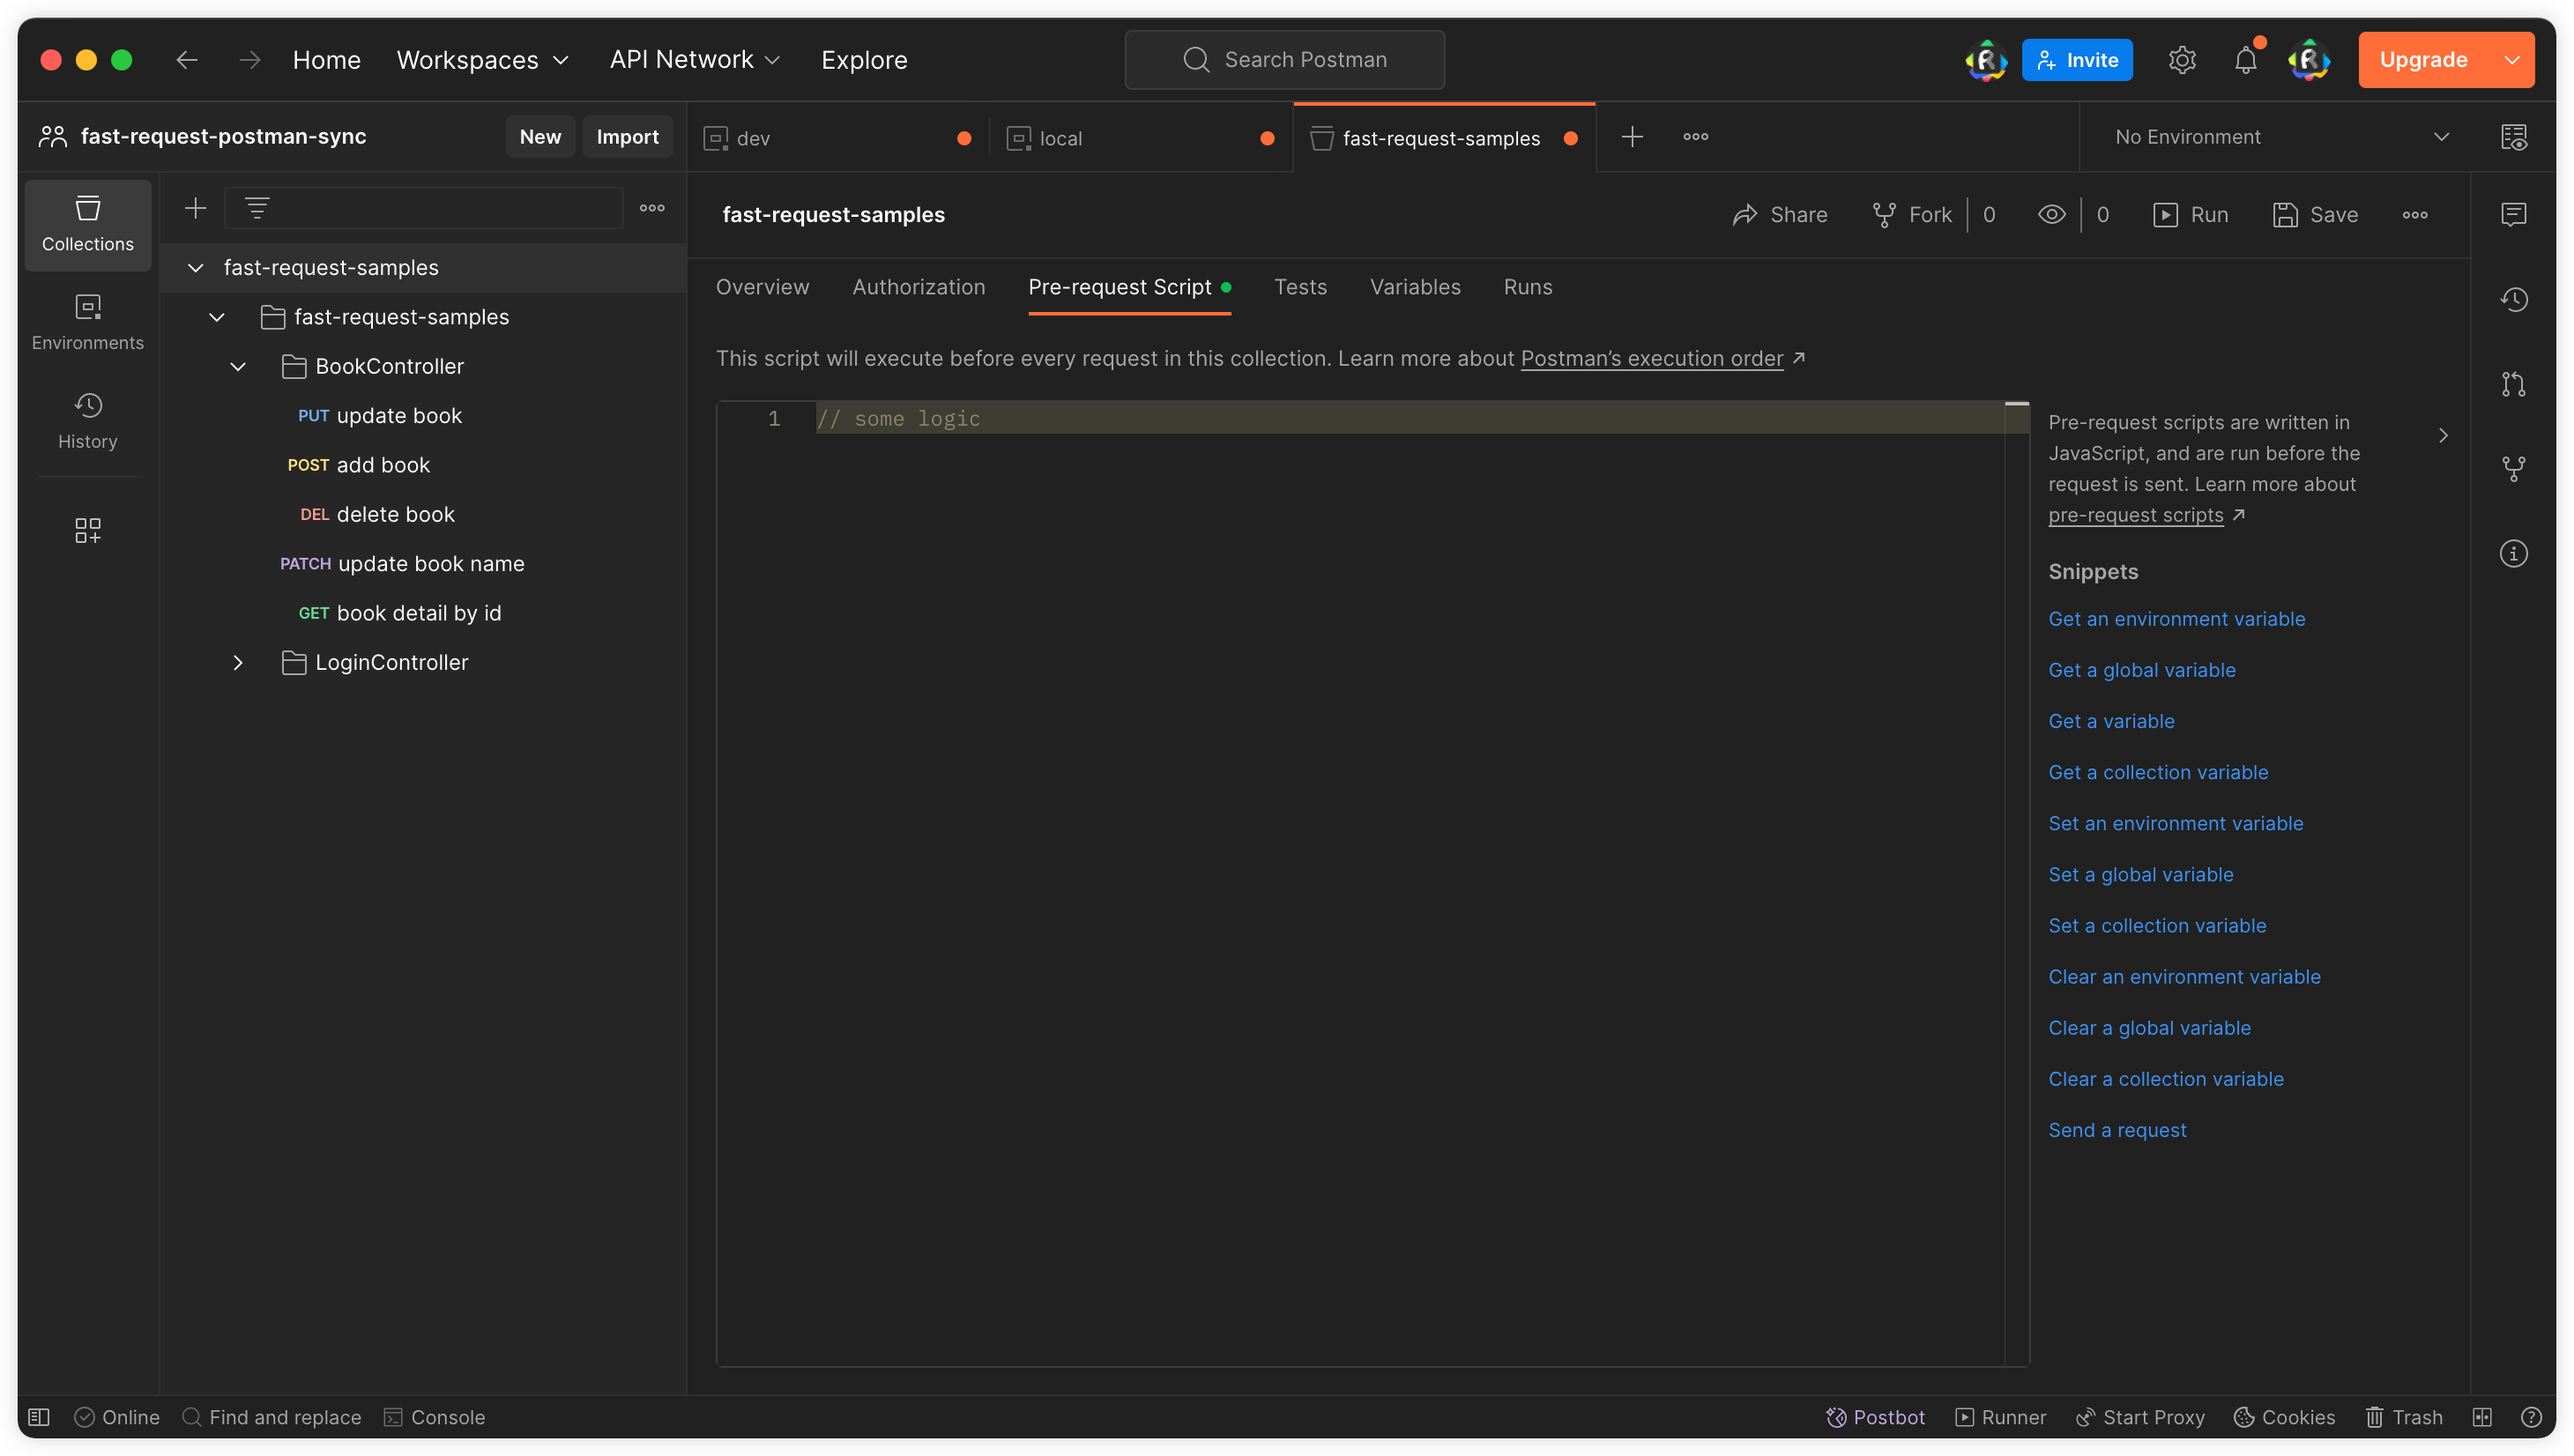 Home Workspaces API Network Explore Search Postman Invite Upgrade
fast-request-postman-sync New Import dev local fast-request-samples No Environment
Collections
Environments
History
fast-request-samples
fast-request-samples
BookController
PUT update book
POST add book
DEL delete book
PATCH update book name
GET book detail by id
LoginController
fast-request-samples Share Fork 0 0 Run Save
Overview Authorization Pre-request Script Tests Variables Runs
This script will execute before every request in this collection. Learn more about Postman’s execution order ↗
1 // some logic
Pre-request scripts are written in
JavaScript, and are run before the
request is sent. Learn more about
pre-request scripts ↗
Snippets
Get an environment variable
Get a global variable
Get a variable
Get a collection variable
Set an environment variable
Set a global variable
Set a collection variable
Clear an environment variable
Clear a global variable
Clear a collection variable
Send a request
Online Find and replace Console Postbot Runner Start Proxy Cookies Trash